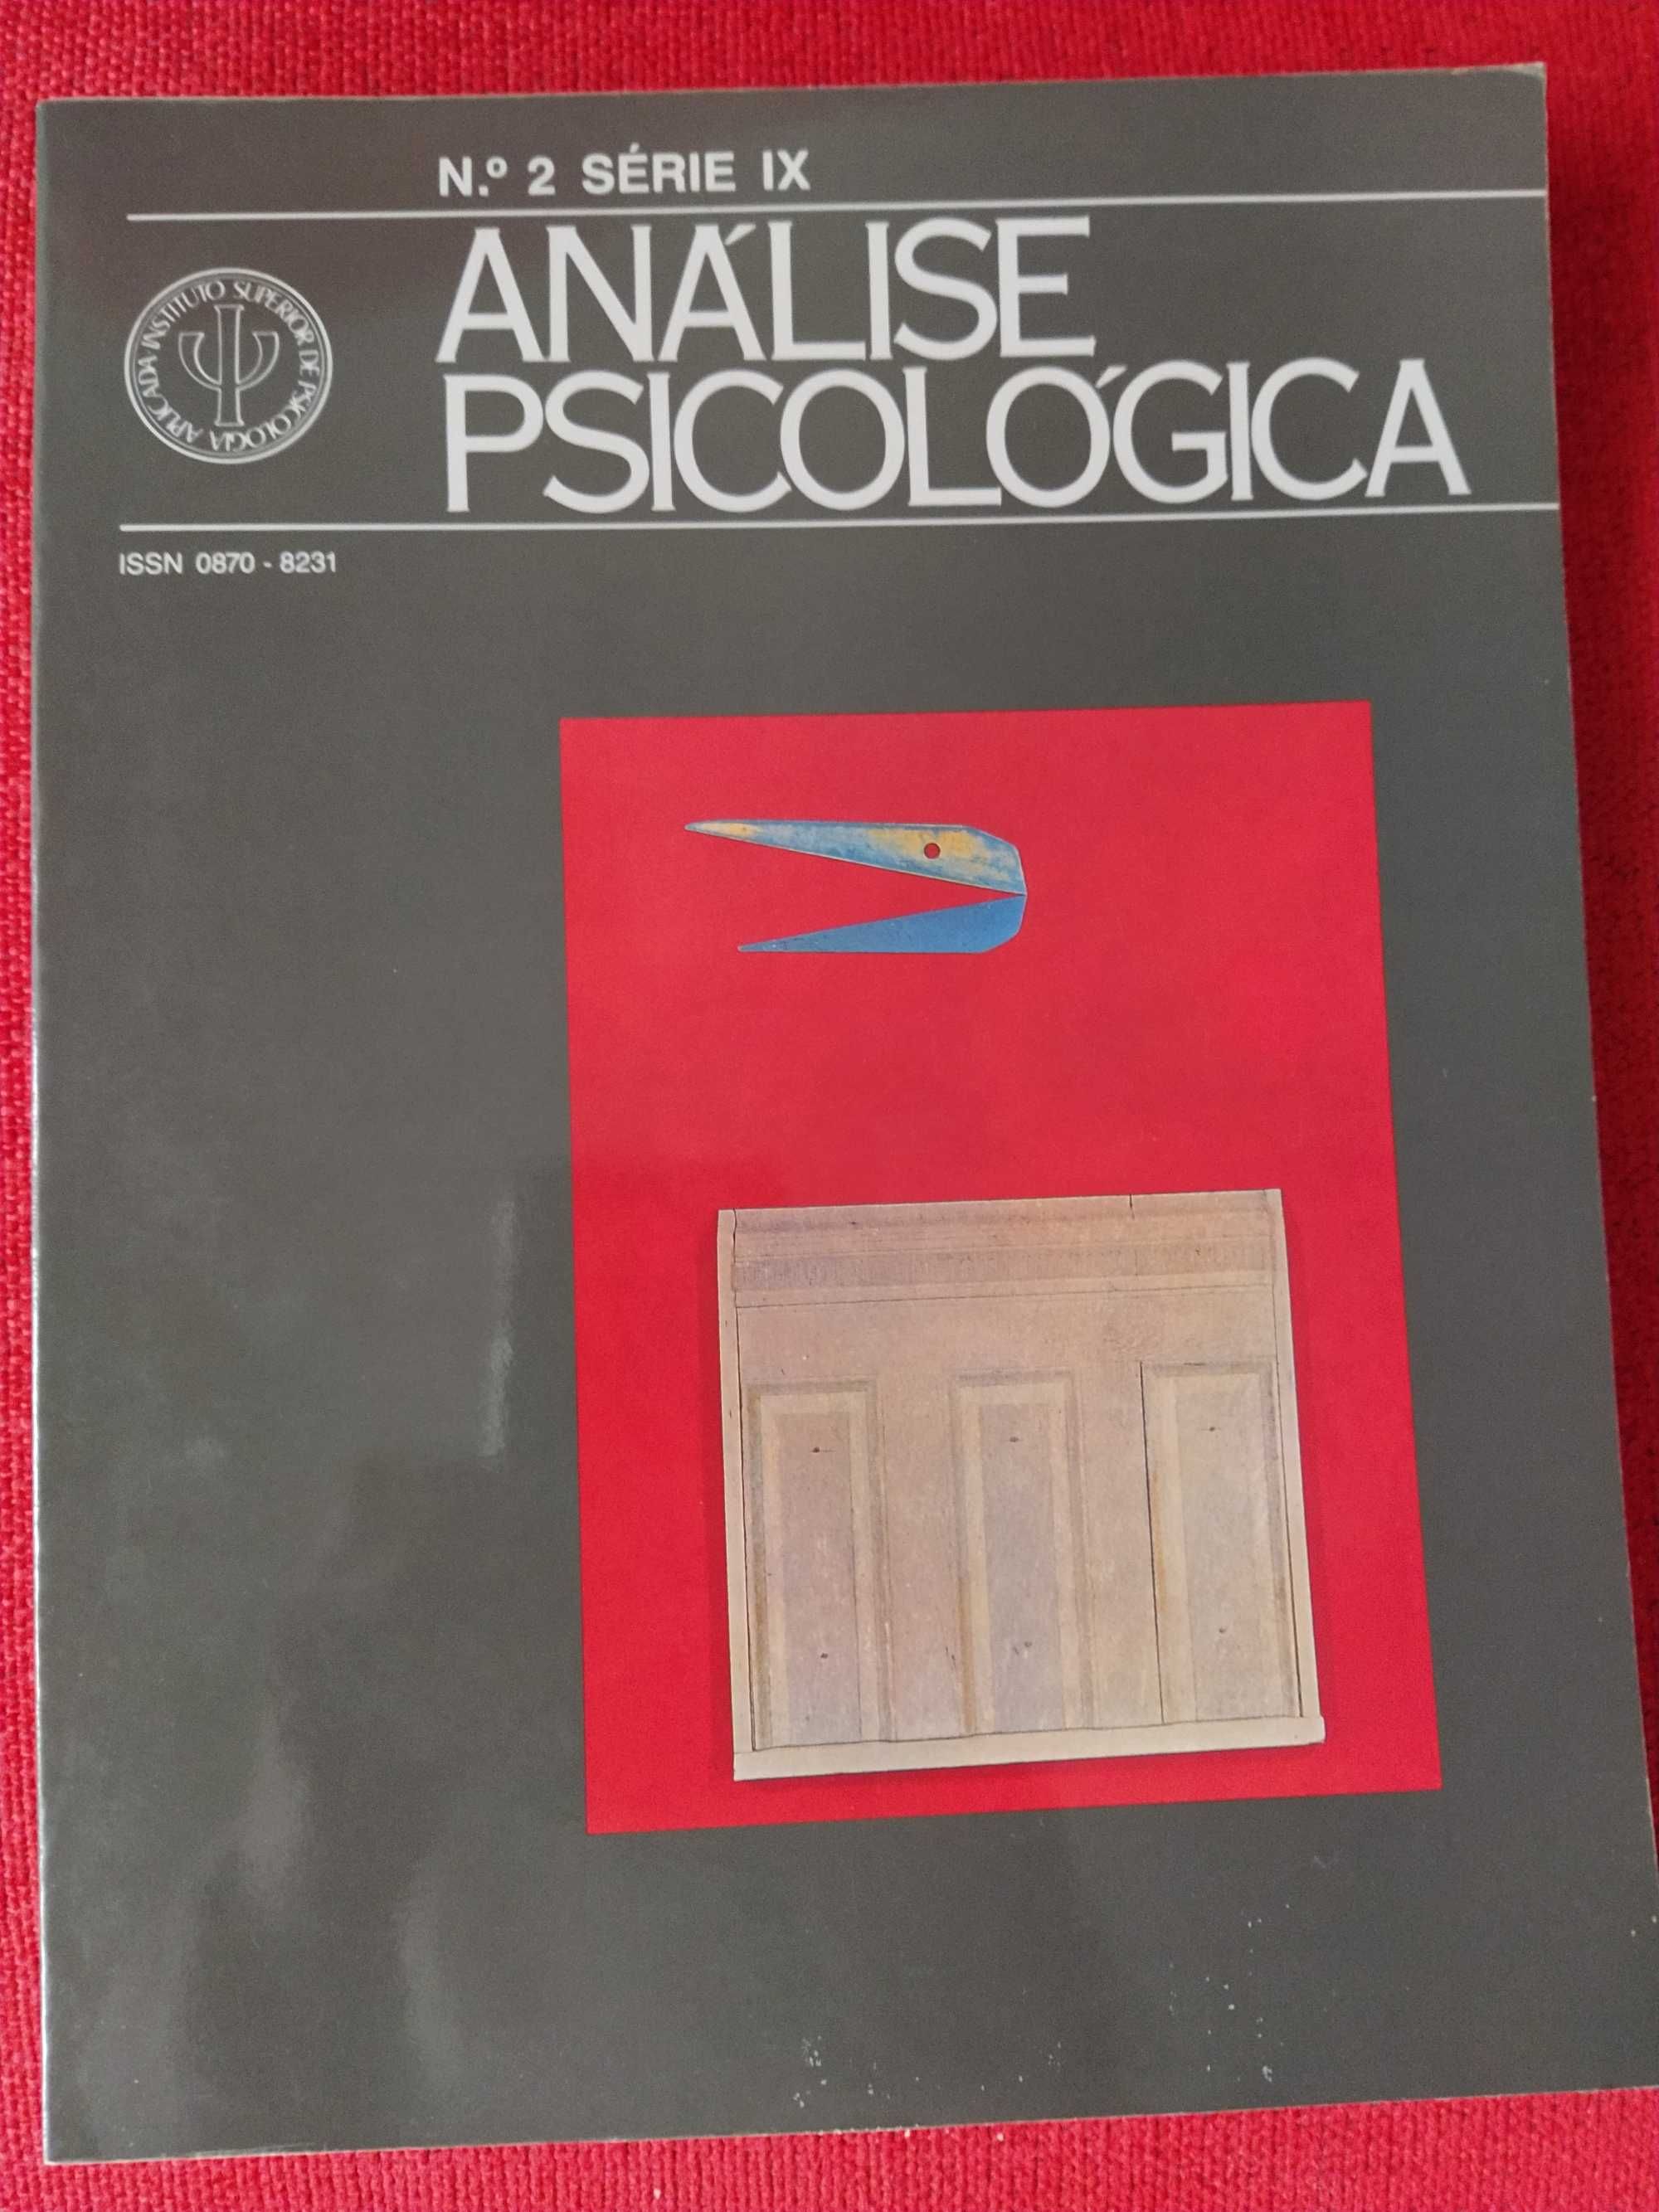 N.º 2 SÉRIE IX
ANÁLISE
PSICOLÓGICA
INSTITUTO SUPERIOR DE PSICOLOGIA APLICADA
ISSN 0870 - 8231